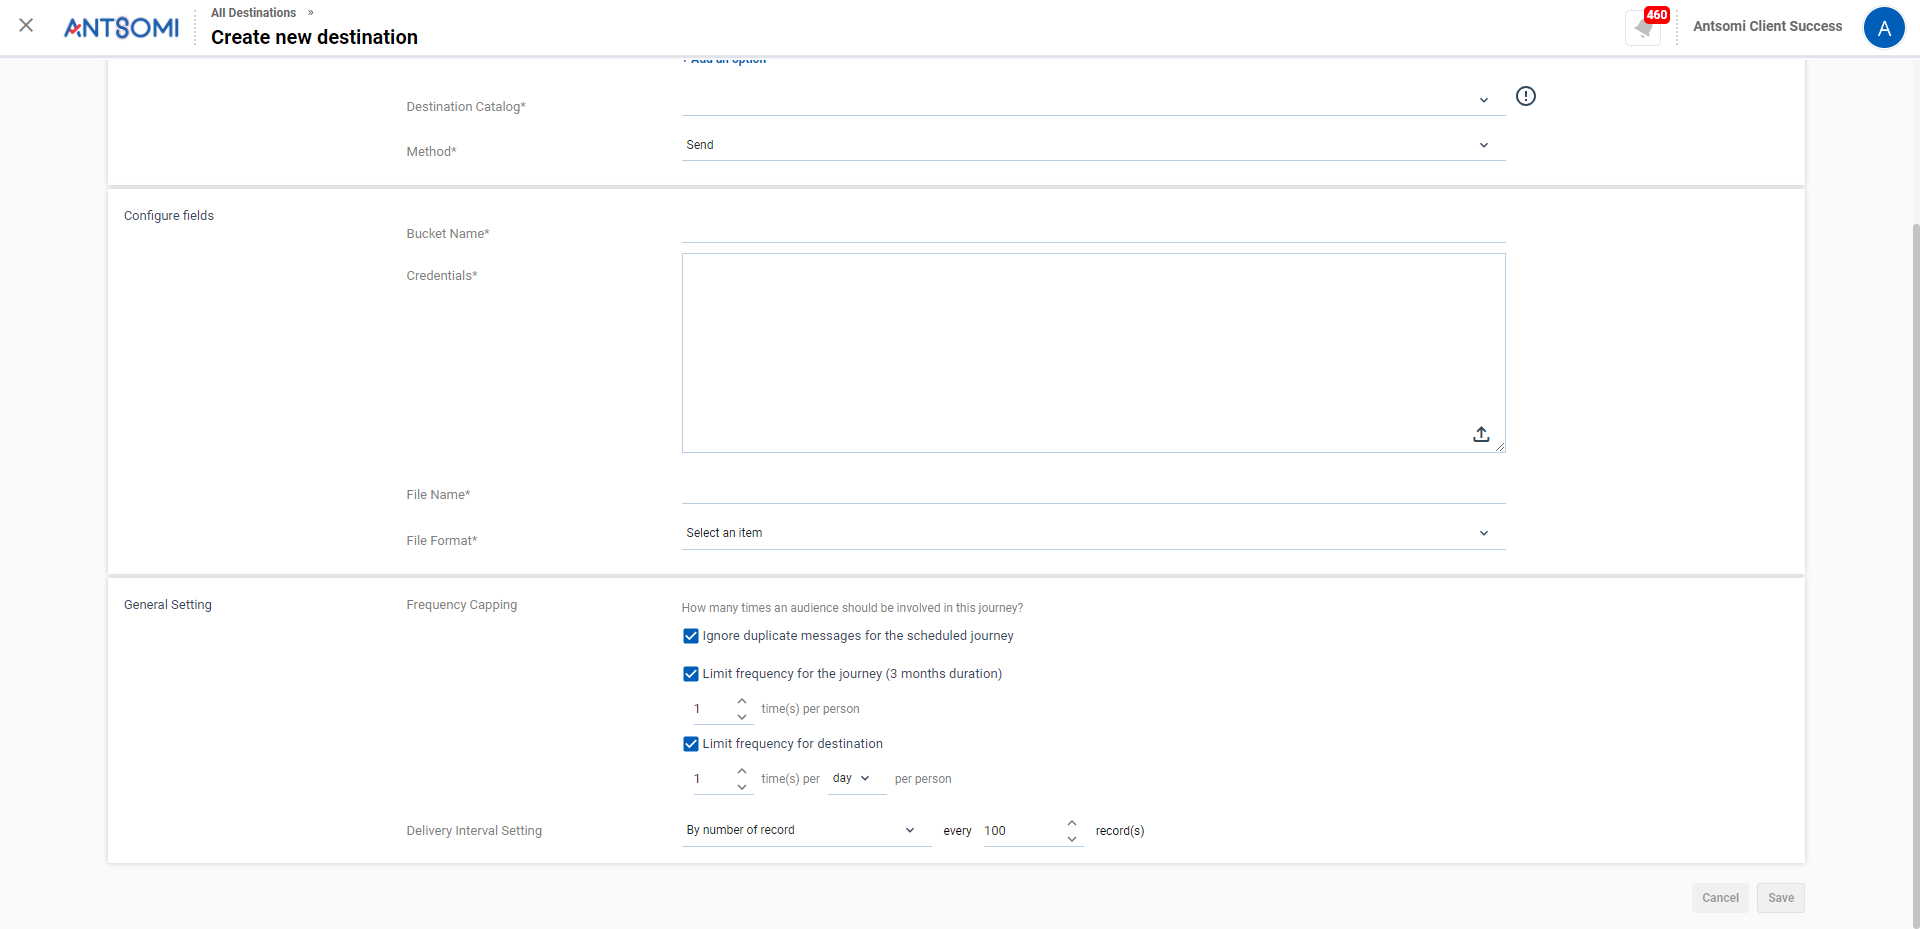 ANTSOMI
All Destinations »
Create new destination
460
Antsomi Client Success
A
+ Add an option
Destination Catalog*
Method*
Send
Configure fields
Bucket Name*
Credentials*
File Name*
File Format*
Select an item
General Setting
Frequency Capping
How many times an audience should be involved in this journey?
Ignore duplicate messages for the scheduled journey
Limit frequency for the journey (3 months duration)
1 time(s) per person
Limit frequency for destination
1 time(s) per day per person
Delivery Interval Setting
By number of record every 100 record(s)
Cancel
Save